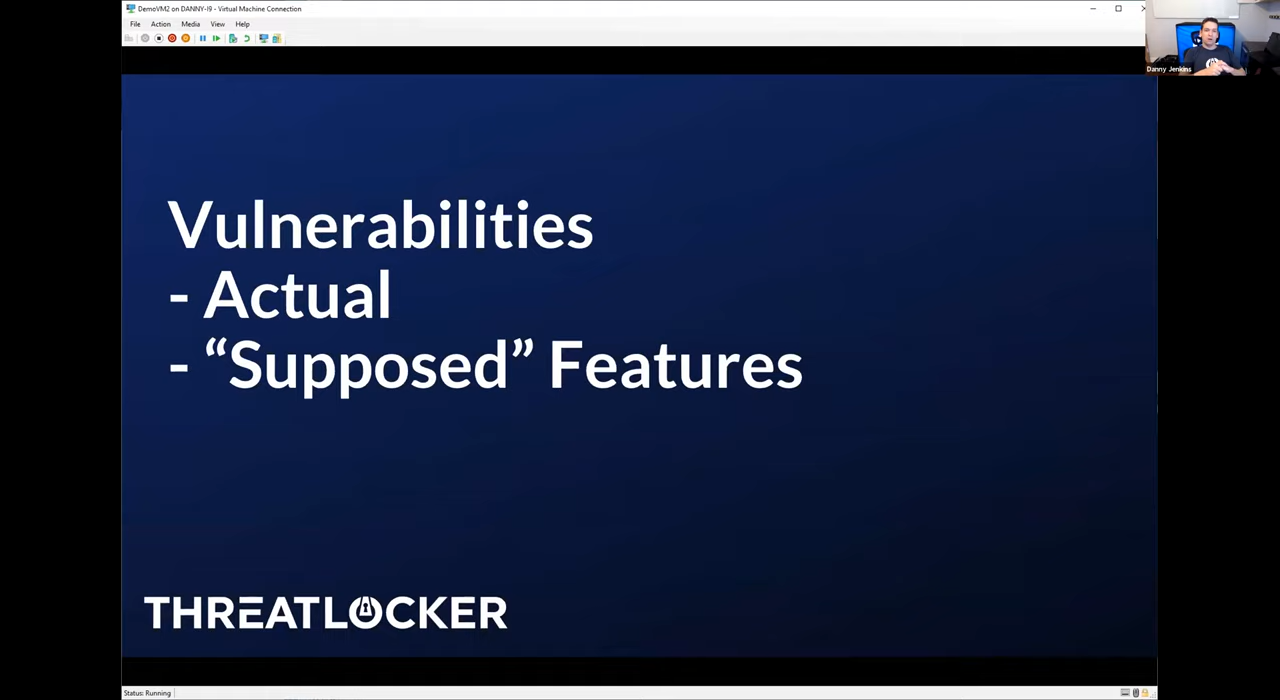 DemoVM2 on DANNY-I9 - Virtual Machine Connection
File Action Media View Help
Danny Jenkins
Vulnerabilities
- Actual
- “Supposed” Features
THREATLOCKER
Status: Running